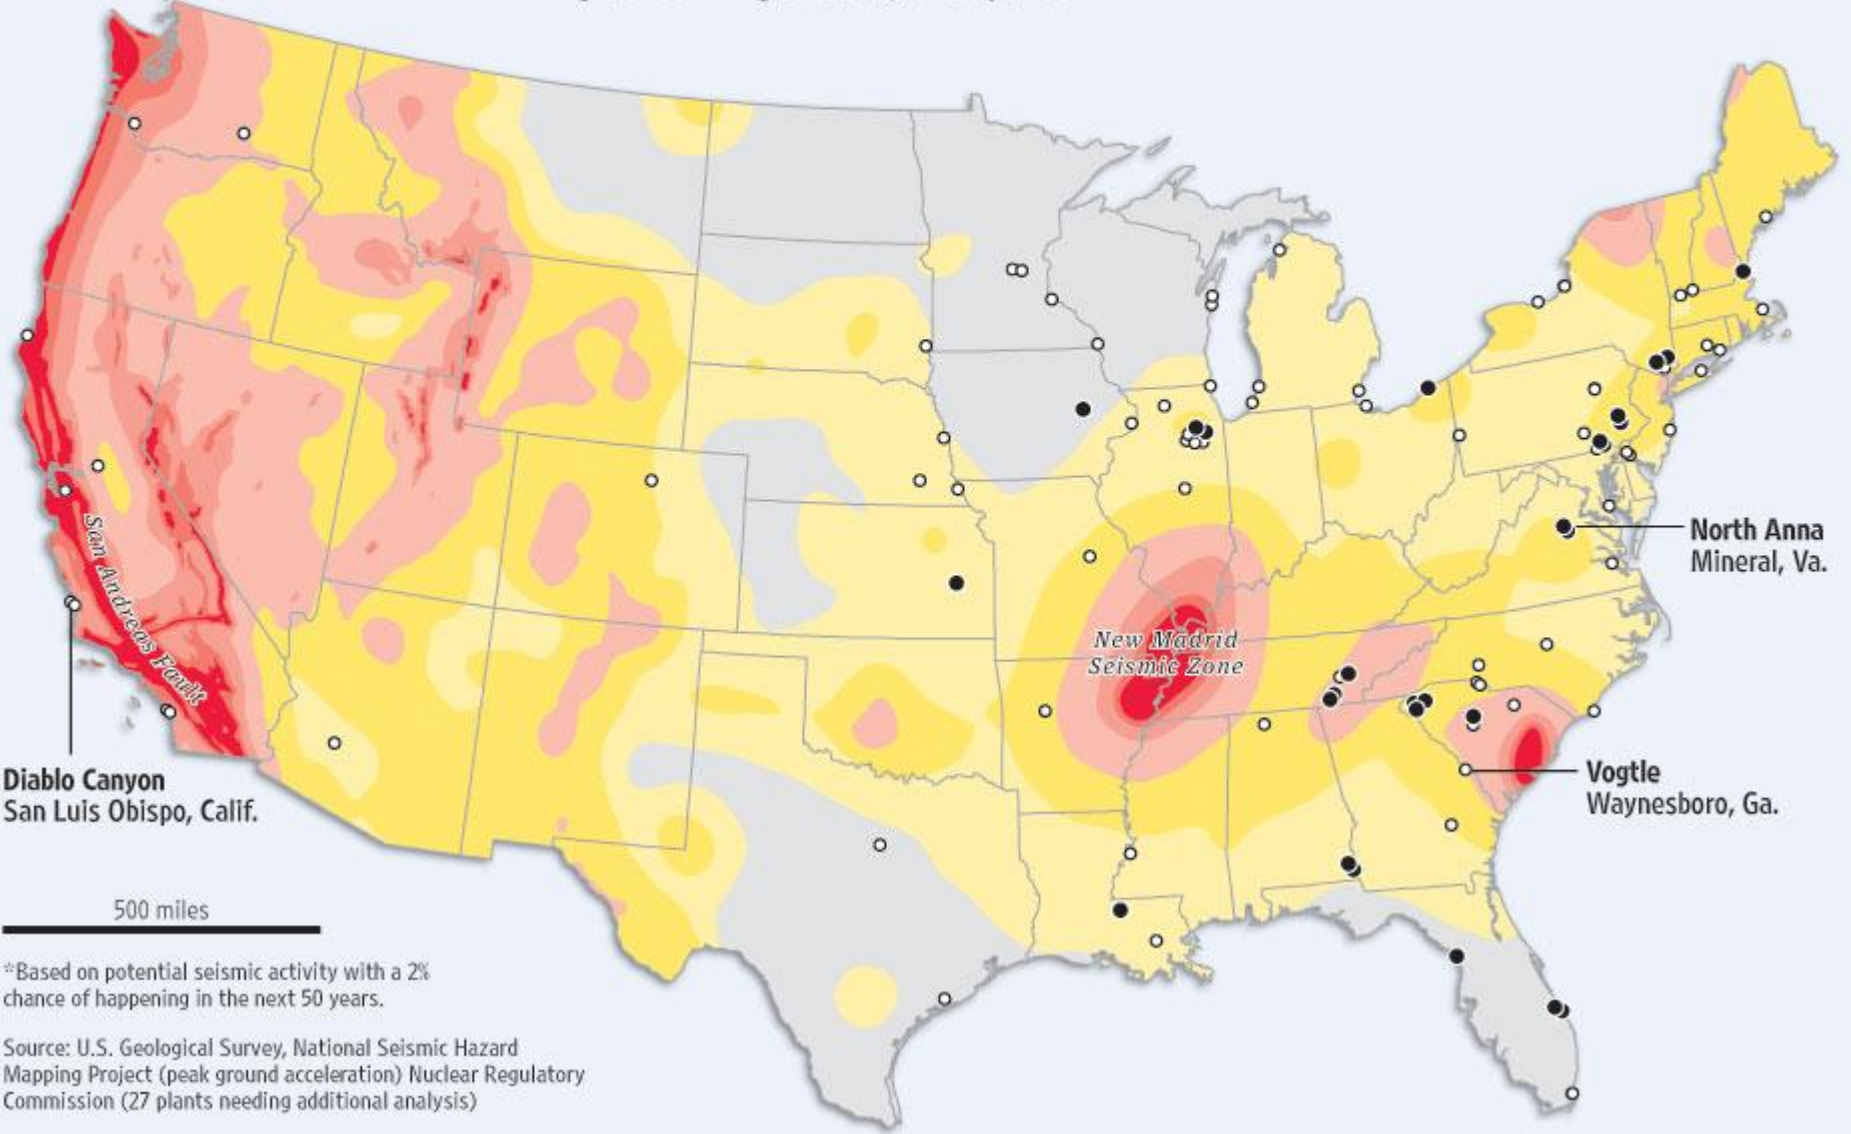 San Andreas Fault
New Madrid
Seismic Zone
North Anna
Mineral, Va.
Diablo Canyon
San Luis Obispo, Calif.
Vogtle
Waynesboro, Ga.
500 miles
*Based on potential seismic activity with a 2%
chance of happening in the next 50 years.
Source: U.S. Geological Survey, National Seismic Hazard
Mapping Project (peak ground acceleration) Nuclear Regulatory
Commission (27 plants needing additional analysis)